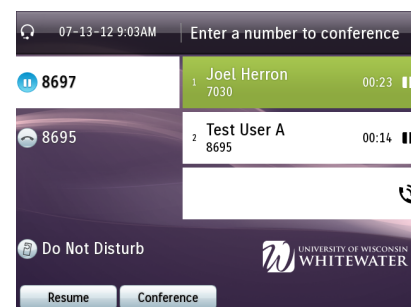 07-13-12 9:03AM
Enter a number to conference
8697
1 Joel Herron 00:23
7030
8695
2 Test User A 00:14
8695
Do Not Disturb
UNIVERSITY OF WISCONSIN
WHITEWATER
Resume
Conference